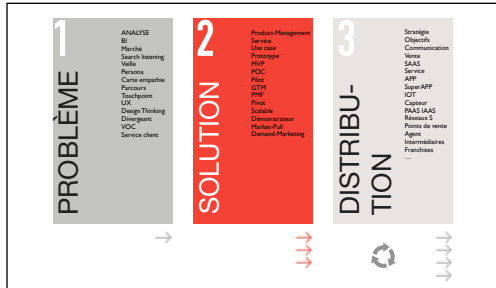 1
PROBLÈME
ANALYSE
BI
Marché
Search listening
Veille
Persona
Carte empathie
Parcours
Touchpoint
UX
Design Thinking
Divergeant
VOC
Service client
2
SOLUTION
Product-Management
Service
Use case
Prototype
MVP
POC
Pilot
GTM
PMF
Pivot
Scalable
Démonstrateur
Market-Pull
Demand-Marketing
3
DISTRIBU-
TION
Stratégie
Objectifs
Communication
Vente
SAAS
Service
APP
SuperAPP
IOT
Capteur
PAAS IAAS
Réseaux S
Points de vente
Agent
Intermédiaires
Franchises
...